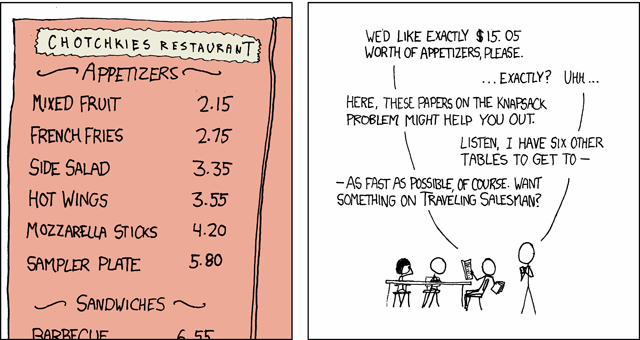 CHOTCHKIES RESTAURANT
APPETIZERS
MIXED FRUIT 2.15
FRENCH FRIES 2.75
SIDE SALAD 3.35
HOT WINGS 3.55
MOZZARELLA STICKS 4.20
SAMPLER PLATE 5.80
SANDWICHES
BARBECUE 6.55
WE'D LIKE EXACTLY $15.05
WORTH OF APPETIZERS, PLEASE.
...EXACTLY? UHH...
HERE, THESE PAPERS ON THE KNAPSACK
PROBLEM MIGHT HELP YOU OUT.
LISTEN, I HAVE SIX OTHER
TABLES TO GET TO —
—AS FAST AS POSSIBLE, OF COURSE. WANT
SOMETHING ON TRAVELING SALESMAN?